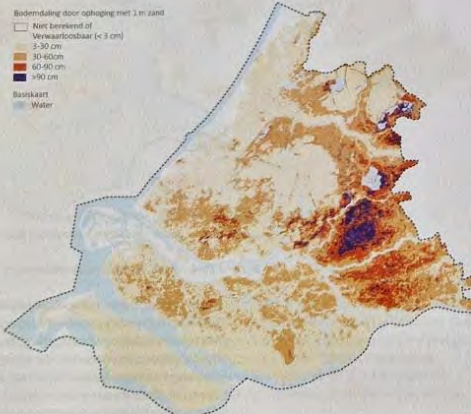 Bodemdaling door ophoging met 1 m zand
Niet berekend of
Verwaarloosbaar (< 3 cm)
3-30 cm
30-60cm
60-90 cm
>90 cm
Basiskaart
Water